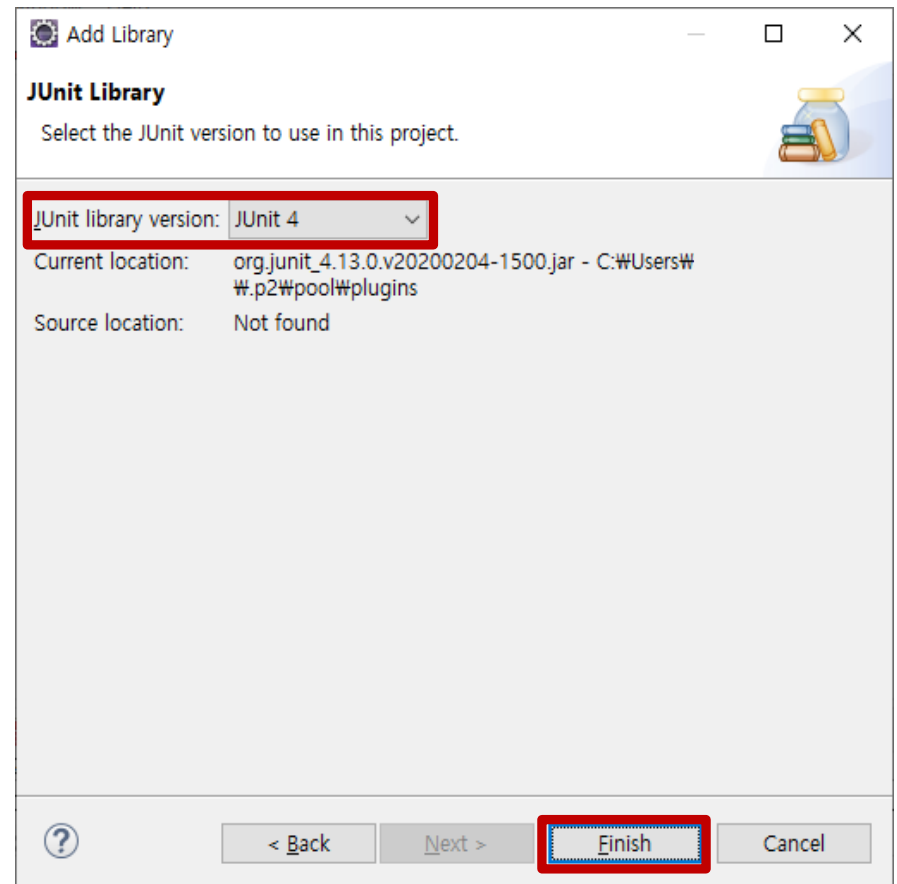 Add Library
JUnit Library
Select the JUnit version to use in this project.
JUnit library version: JUnit 4
Current location: org.junit_4.13.0.v20200204-1500.jar - C:₩Users₩
₩.p2₩pool₩plugins
Source location: Not found
< Back Next > Finish Cancel